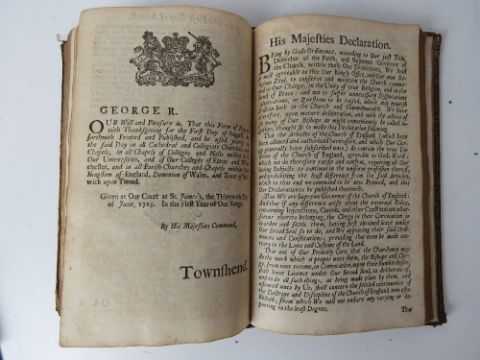 GEORGE R.
OUR Will and Pleasure is, That this Form of Prayer
with Thanksgiving for the First Day of August, be
forthwith Printed and Published, and be used yearly on
the said Day in all Cathedral and Collegiate Churches and
Chapels, in all Chapels of Colleges and Halls within both
Our Universities, and of Our Colleges of Eaton and Win-
chester, and in all Parish-Churches and Chapels within Our
Kingdom of England, Dominion of Wales, and Town of Ber-
wick upon Tweed.
Given at Our Court at St. James's, the Thirteenth Day
of June, 1715. In the First Year of Our Reign.
By His Majesties Command,
Townshend.
His Majesties Declaration.
BEing by Gods Ordinance, according to Our just Title,
Defender of the Faith, and Supreme Governor of
the Church, within these Our Dominions, We hold
it most agreeable to this Our Kingly Office, and Our own Re-
ligious Zeal, to conserve and maintain the Church commit-
ted to Our Charge, in the Unity of true Religion, and in the
Bond of Peace: and not to suffer unnecessary Disputations,
Altercations, or Questions to be raised, which may nourish
Faction both in the Church and Commonwealth. We have
therefore, upon mature deliberation, and with the advice of
so many of Our Bishops as might conveniently be called to-
gether, thought fit to make this Declaration following.
That the Articles of the Church of England (which have
been allowed and authorized heretofore, and which Our Cler-
gy generally have subscribed unto) do contain the true Doc-
trine of the Church of England, agreeable to Gods Word:
which We do therefore ratifie and confirm, requiring all Our
loving Subjects to continue in the uniform profession thereof,
and prohibiting the least difference from the said Articles,
which to that end we command to be new Printed, and this
Our Declaration to be published therewith.
That We are Supreme Governor of the Church of England:
And that if any difference arise about the external Policy,
concerning Injunctions, Canons, and other Constitutions whatso-
ever thereto belonging, the Clergy in their Convocation is
to order and settle them, having first obtained leave under
Our Broad Seal so to do, and We approving their said Ordi-
nances and Constitutions; providing that none be made con-
trary to the Laws and Customs of the Land.
That out of Our Princely Care, that the Churchmen may
do the work which is proper unto them, the Bishops and Cler-
gy, from time to time, in Convocation, upon their humble desire,
shall have Licence under Our Broad Seal, to deliberate of,
and to do all such things, as being made plain by them, and
assented unto by Us, shall concern the setled continuance of
the Doctrine and Discipline of the Church of England now esta-
blished; from which We will not endure any varying or de-
parting in the least Degree.
That